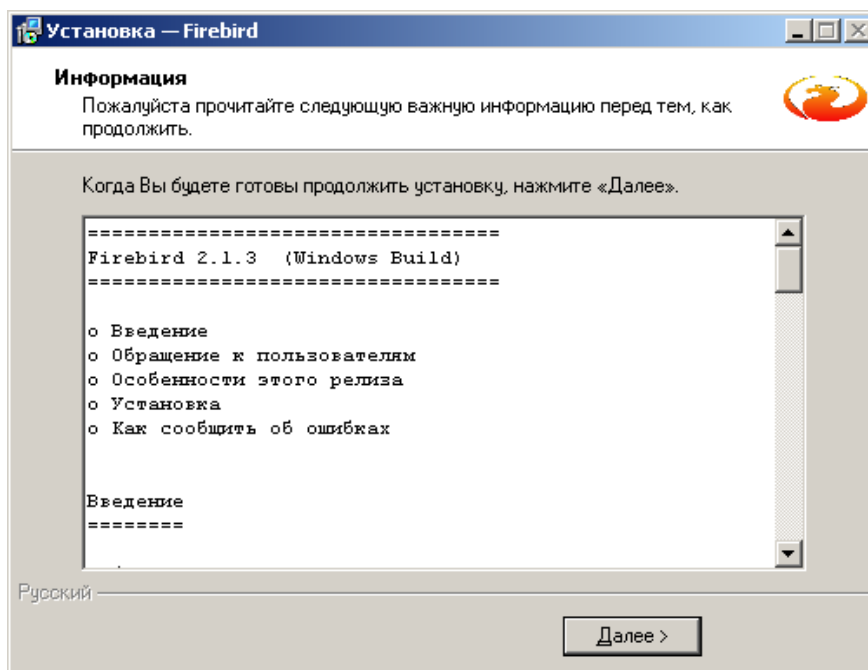 Установка — Firebird
Информация
Пожалуйста прочитайте следующую важную информацию перед тем, как
продолжить.
Когда Вы будете готовы продолжить установку, нажмите «Далее».
==================================
Firebird 2.1.3  (Windows Build)
==================================
o Введение
o Обращение к пользователям
o Особенности этого релиза
o Установка
o Как сообщить об ошибках
Введение
========
Русский
Далее >